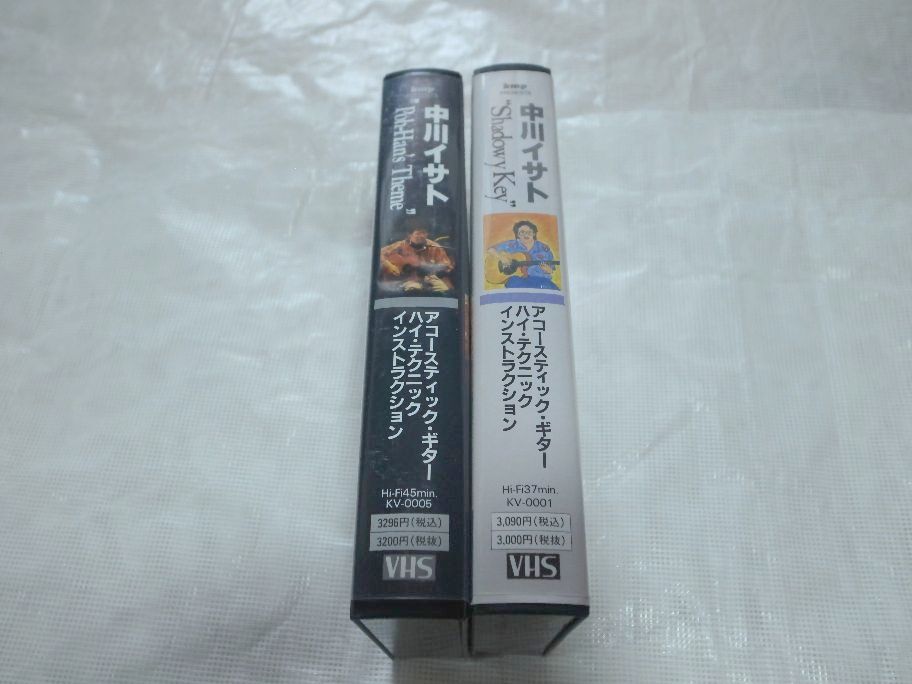 kmp
中川イサト
"Poh-Han's Theme"
アコースティック・ギター
ハイ・テクニック
インストラクション
Hi-Fi45min.
KV-0005
3296円(税込)
3200円(税抜)
VHS
kmp
中川イサト
"Shadowy Key"
アコースティック・ギター
ハイ・テクニック
インストラクション
Hi-Fi37min.
KV-0001
3,090円(税込)
3,000円(税抜)
VHS